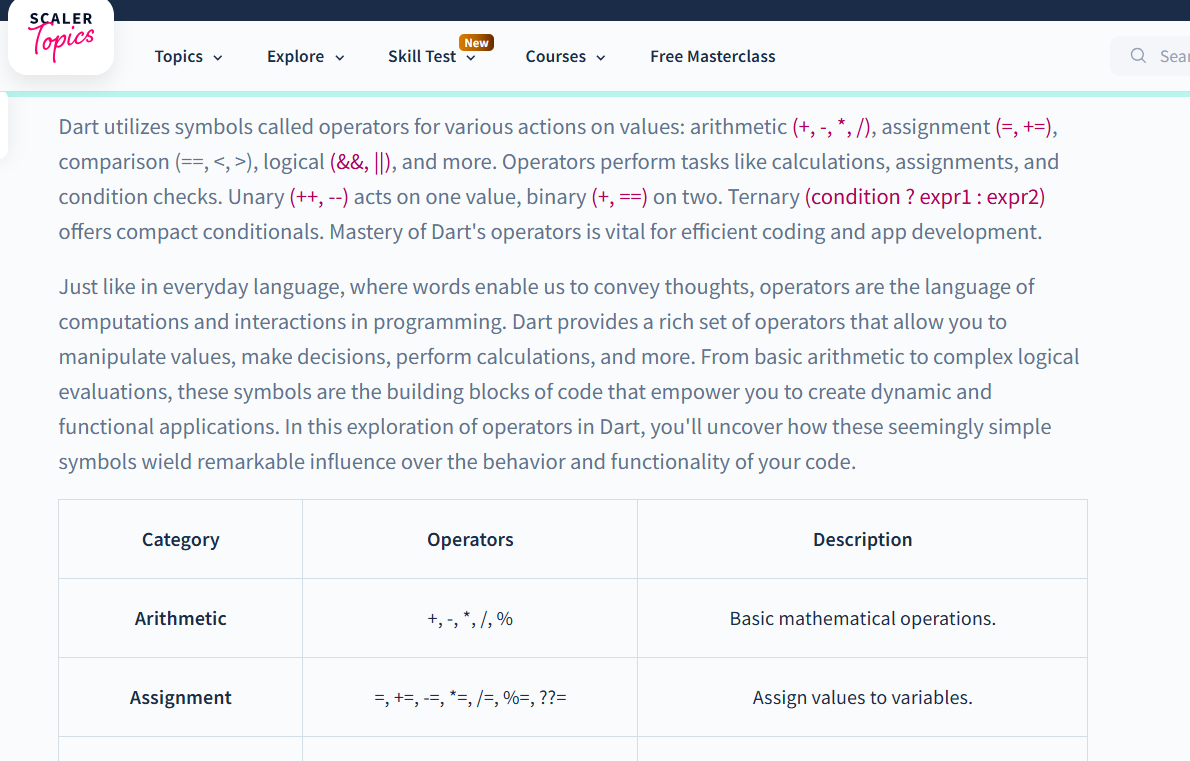 SCALER
Topics
Topics Explore Skill Test New Courses Free Masterclass
Dart utilizes symbols called operators for various actions on values: arithmetic (+, -, *, /), assignment (=, +=),
comparison (==, <, >), logical (&&, ||), and more. Operators perform tasks like calculations, assignments, and
condition checks. Unary (++, --) acts on one value, binary (+, ==) on two. Ternary (condition ? expr1 : expr2)
offers compact conditionals. Mastery of Dart's operators is vital for efficient coding and app development.
Just like in everyday language, where words enable us to convey thoughts, operators are the language of
computations and interactions in programming. Dart provides a rich set of operators that allow you to
manipulate values, make decisions, perform calculations, and more. From basic arithmetic to complex logical
evaluations, these symbols are the building blocks of code that empower you to create dynamic and
functional applications. In this exploration of operators in Dart, you'll uncover how these seemingly simple
symbols wield remarkable influence over the behavior and functionality of your code.
Category Operators Description
Arithmetic +, -, *, /, % Basic mathematical operations.
Assignment =, +=, -=, *=, /=, %=, ??= Assign values to variables.